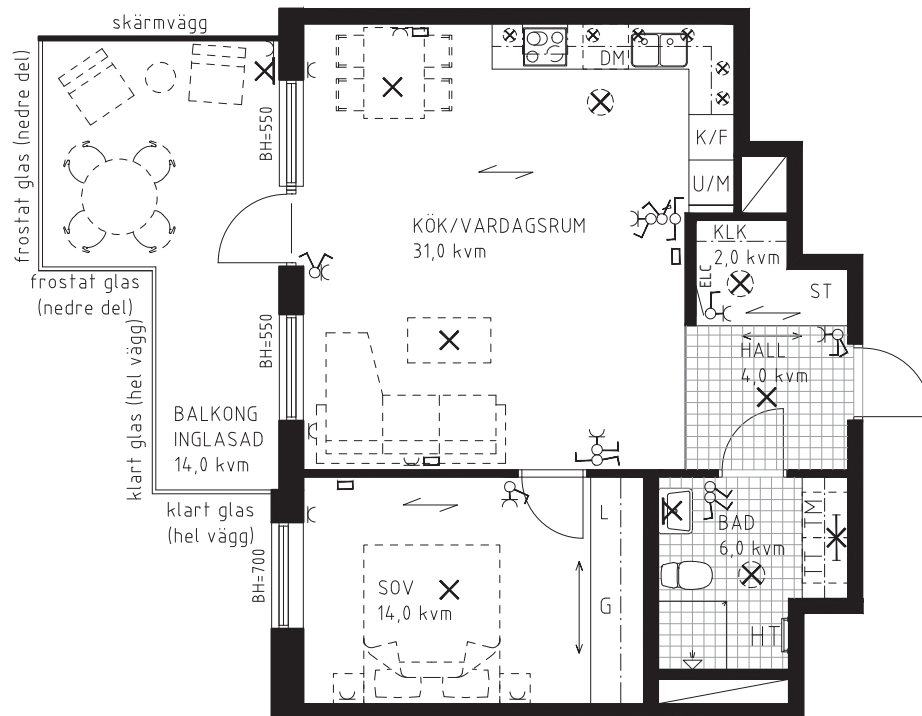 skärmvägg
frostat glas (nedre del)
BH=550
DM
K/F
U/M
KÖK/VARDAGSRUM
31,0 kvm
KLK
2,0 kvm
ELC
ST
frostat glas
(nedre del)
klart glas (hel vägg)
BH=550
HALL
4,0 kvm
BALKONG
INGLASAD
14,0 kvm
klart glas
(hel vägg)
BH=700
L
G
SOV
14,0 kvm
BAD
6,0 kvm
TT TM
HT